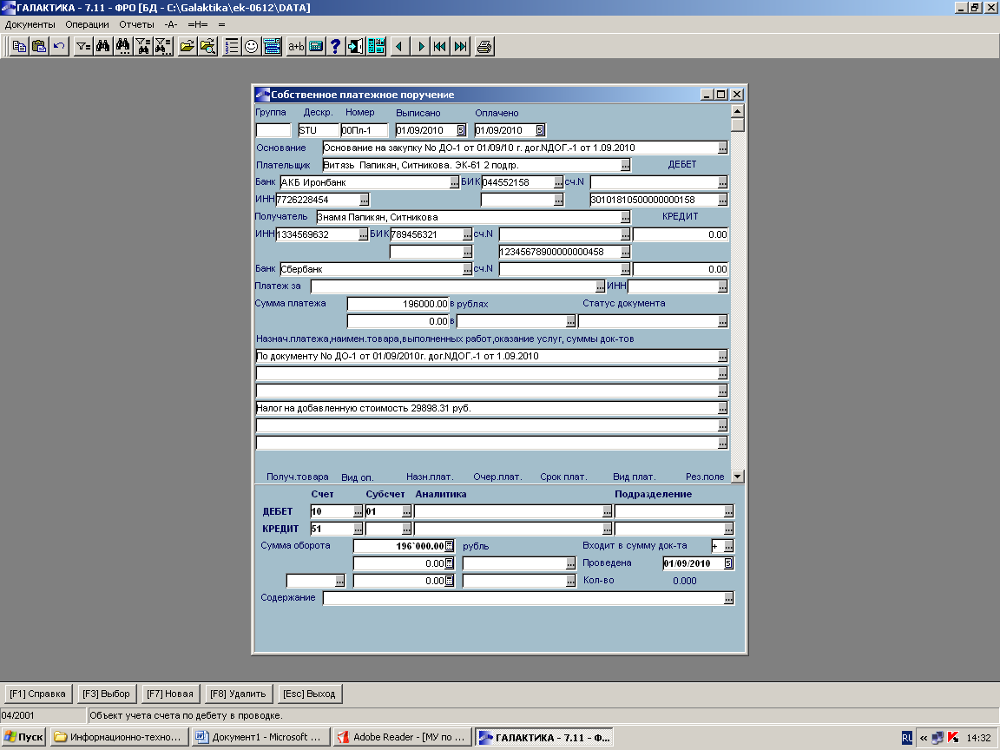 ГАЛАКТИКА - 7.11 - ФРО [БД - C:\Galaktika\ek-0612\DATA]
Документы Операции Отчеты -A- =H= =
a+b
Собственное платежное поручение
Группа Дескр. Номер Выписано Оплачено
STU 00Пл-1 01/09/2010 01/09/2010
Основание Основание на закупку No ДО-1 от 01/09/10 г. дог.NДОГ.-1 от 1.09.2010
Плательщик Витязь Папикян, Ситникова. ЭК-61 2 подгр. ДЕБЕТ
Банк АКБ Иронбанк БИК 044552158 сч.N
ИНН 7726228454 30101810500000000158
Получатель Знамя Папикян, Ситникова КРЕДИТ
ИНН 1334569632 БИК 789456321 сч.N 0.00
12345678900000000458
Банк Сбербанк сч.N 0.00
Платеж за ИНН
Сумма платежа 196000.00 в рублях Статус документа
0.00 в
Назнач.платежа,наимен.товара,выполненных работ,оказание услуг, суммы док-тов
По документу No ДО-1 от 01/09/2010г. дог.NДОГ.-1 от 1.09.2010
Налог на добавленную стоимость 29898.31 руб.
Получ.товара Вид оп. Назн.плат. Очер.плат. Срок плат. Вид плат. Рез.поле
Счет Субсчет Аналитика Подразделение
ДЕБЕТ 10 01
КРЕДИТ 51
Сумма оборота 196`000.00 рубль Входит в сумму док-та +
0.00 Проведена 01/09/2010
0.00 Кол-во 0.000
Содержание
[F1] Справка [F3] Выбор [F7] Новая [F8] Удалить [Esc] Выход
04/2001 Объект учета счета по дебету в проводке.
Пуск Информационно-техно... Документ1 - Microsoft ... Adobe Reader - [МУ по ... ГАЛАКТИКА - 7.11 - Ф... RU « 14:32